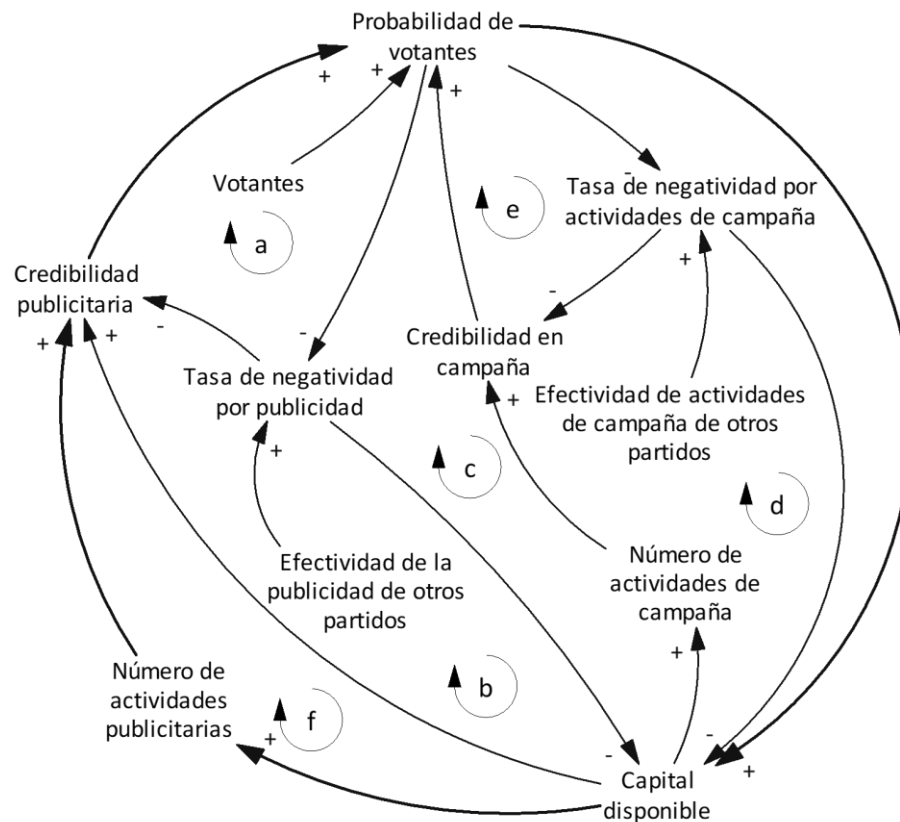 Probabilidad de
votantes
+
+
+
Votantes
a
e
-
Tasa de negatividad por
actividades de campaña
+
Credibilidad
publicitaria
+
+
-
-
-
Credibilidad en
campaña
+
Tasa de negatividad
por publicidad
+
Efectividad de actividades
de campaña de otros
partidos
c
d
Efectividad de la
publicidad de otros
partidos
Número de
actividades de
campaña
+
Número de
actividades
publicitarias
+
f
b
-
-
+
Capital
disponible